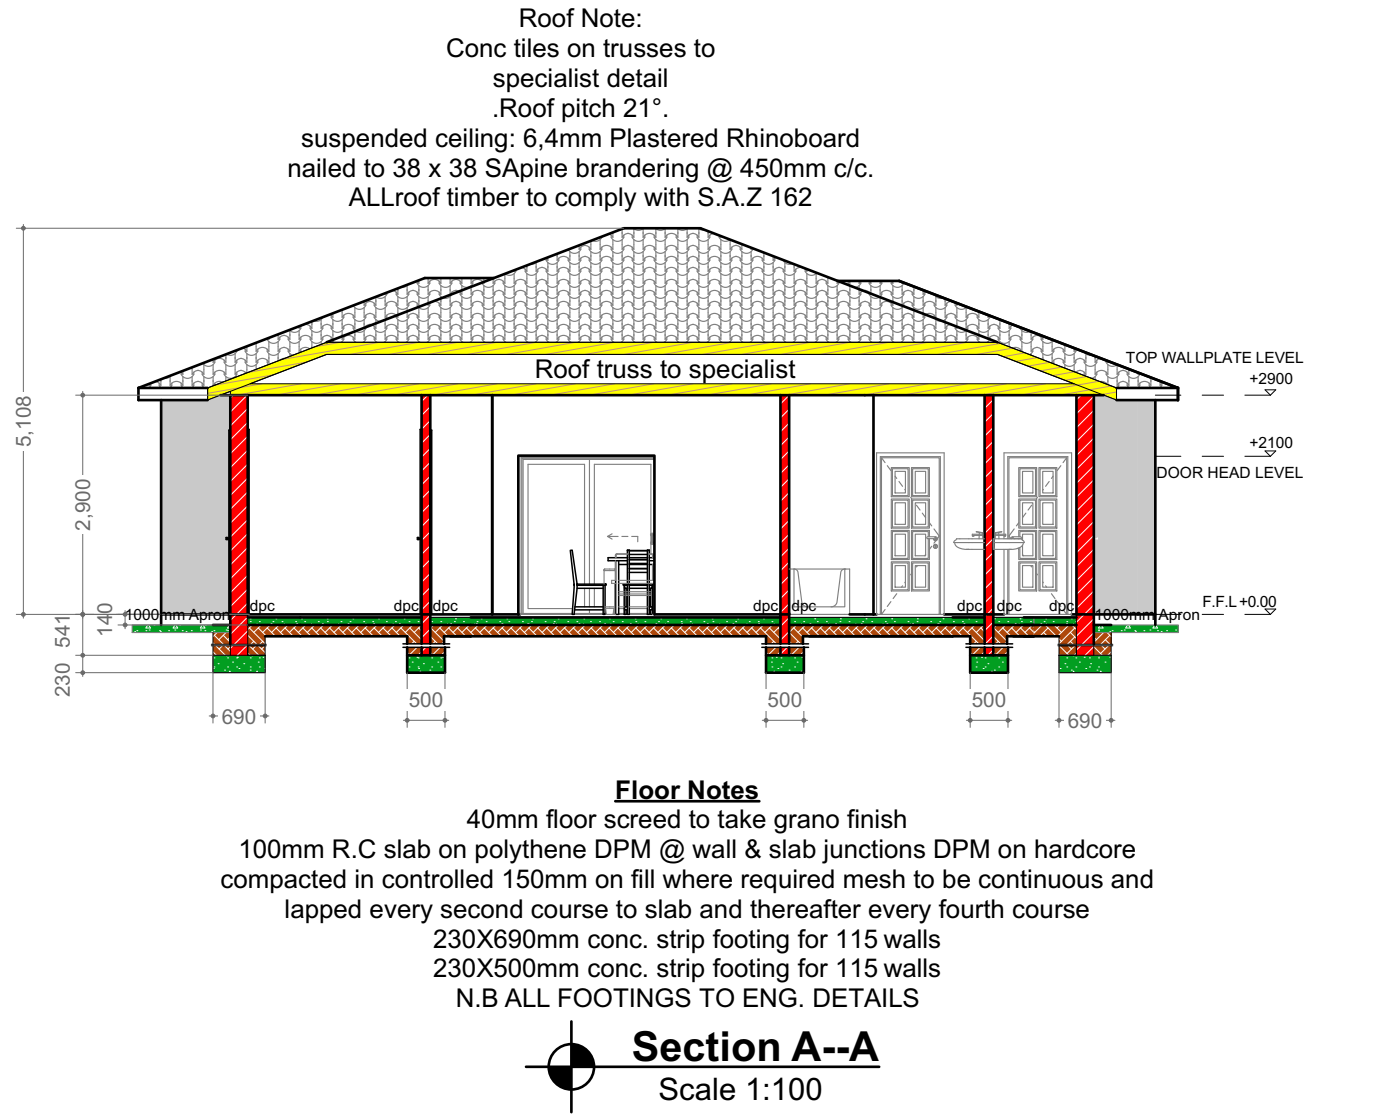 Roof Note:
Conc tiles on trusses to
specialist detail
.Roof pitch 21°.
suspended ceiling: 6,4mm Plastered Rhinoboard
nailed to 38 x 38 SApine brandering @ 450mm c/c.
ALLroof timber to comply with S.A.Z 162
TOP WALLPLATE LEVEL
+2900
Roof truss to specialist
5,108
+2100
DOOR HEAD LEVEL
2,900
F.F.L +0.00
dpc
dpc
dpc
dpc
dpc
dpc
dpc
dpc
1000mm Apron
1000mm Apron
140
541
230
690
500
500
500
690
Floor Notes
40mm floor screed to take grano finish
100mm R.C slab on polythene DPM @ wall & slab junctions DPM on hardcore
compacted in controlled 150mm on fill where required mesh to be continuous and
lapped every second course to slab and thereafter every fourth course
230X690mm conc. strip footing for 115 walls
230X500mm conc. strip footing for 115 walls
N.B ALL FOOTINGS TO ENG. DETAILS
Section A--A
Scale 1:100